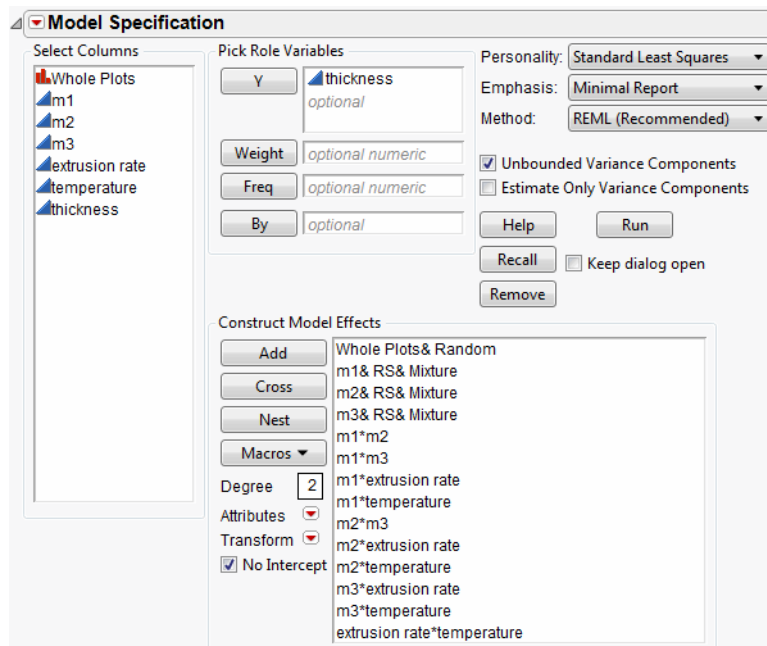 Model Specification
Select Columns
Whole Plots
m1
m2
m3
extrusion rate
temperature
thickness
Pick Role Variables
Y
thickness
optional
Weight
optional numeric
Freq
optional numeric
By
optional
Personality: Standard Least Squares
Emphasis: Minimal Report
Method: REML (Recommended)
Unbounded Variance Components
Estimate Only Variance Components
Help
Run
Recall
Keep dialog open
Remove
Construct Model Effects
Add
Cross
Nest
Macros
Degree 2
Attributes
Transform
No Intercept
Whole Plots& Random
m1& RS& Mixture
m2& RS& Mixture
m3& RS& Mixture
m1*m2
m1*m3
m1*extrusion rate
m1*temperature
m2*m3
m2*extrusion rate
m2*temperature
m3*extrusion rate
m3*temperature
extrusion rate*temperature